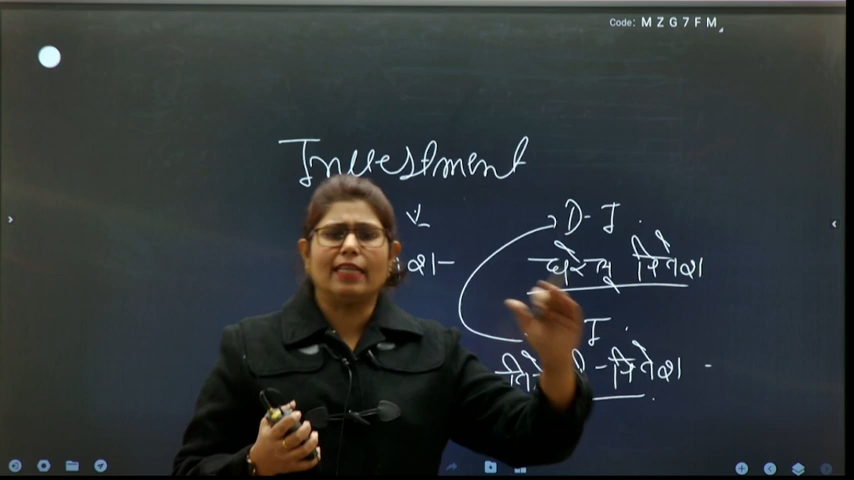 Code: M Z G 7 F M
Investment
D-I.
घरेलू निवेश
I.
-निवेश -